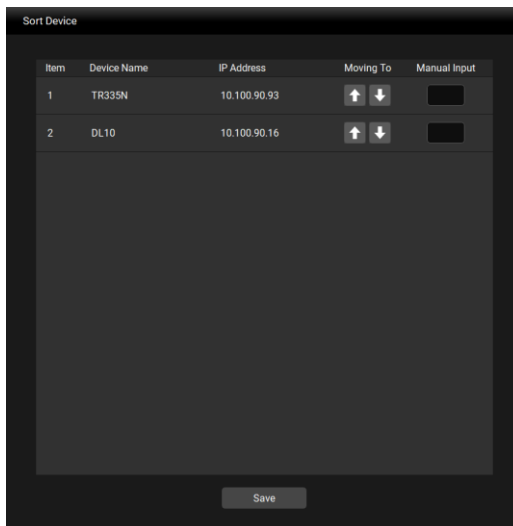 Sort Device
Item Device Name IP Address Moving To Manual Input
1 TR335N 10.100.90.93
2 DL10 10.100.90.16
Save